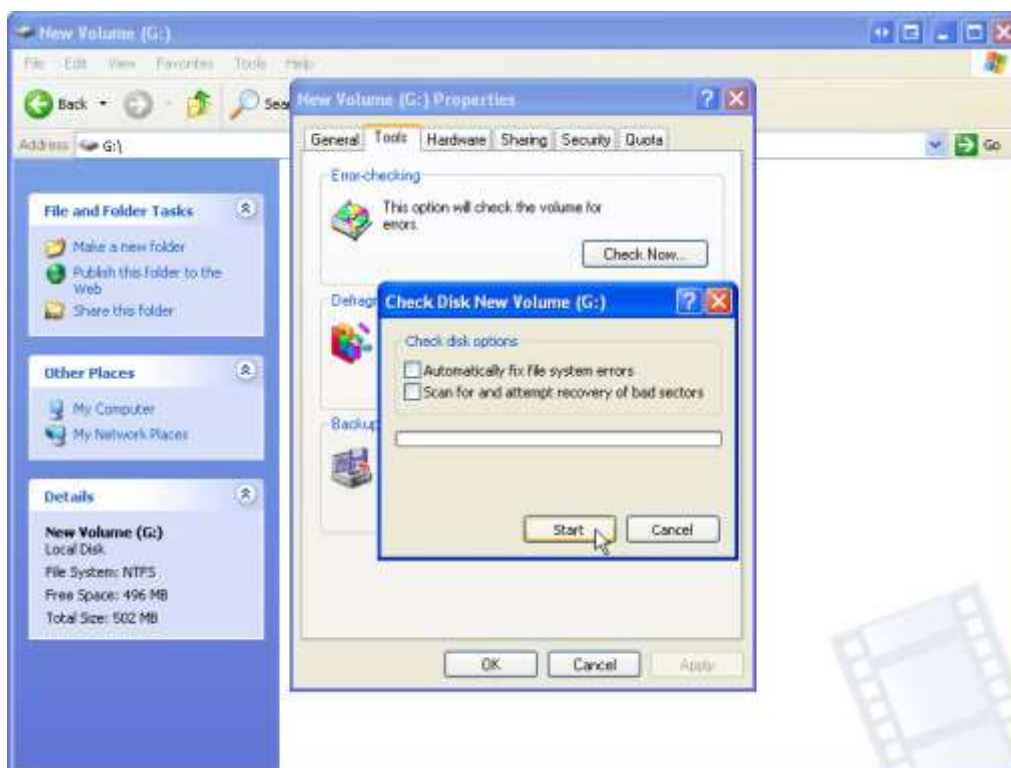 New Volume (G:)
File Edit View Favorites Tools Help
Back
Address G:\ Go
File and Folder Tasks
Make a new folder
Publish this folder to the
Web
Share this folder
Other Places
My Computer
My Network Places
Details
New Volume (G:)
Local Disk
File System: NTFS
Free Space: 496 MB
Total Size: 502 MB
New Volume (G:) Properties
General Tools Hardware Sharing Security Quota
Error-checking
This option will check the volume for
errors.
Check Now...
Backup
Check Disk New Volume (G:)
Check disk options
Automatically fix file system errors
Scan for and attempt recovery of bad sectors
Start Cancel
OK Cancel Apply